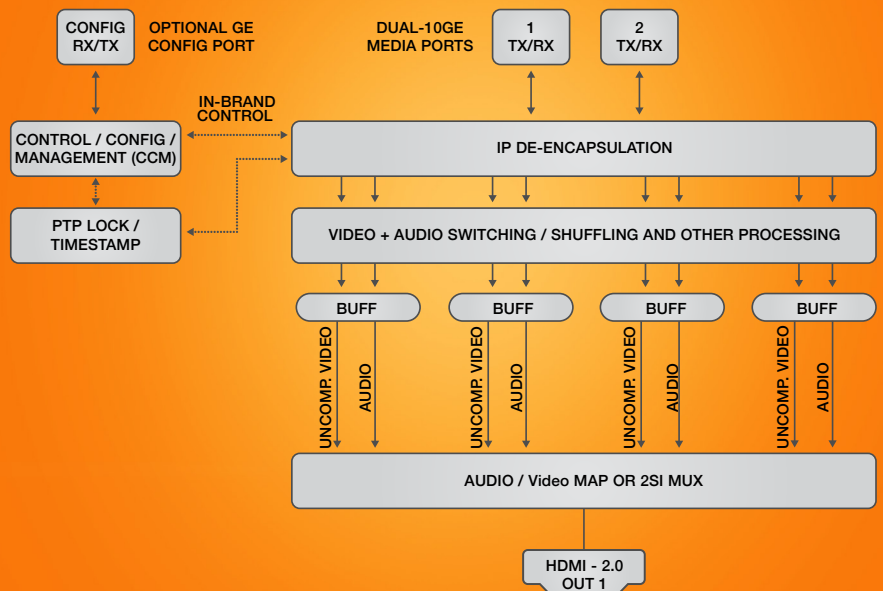 CONFIG
RX/TX
OPTIONAL GE
CONFIG PORT
DUAL-10GE
MEDIA PORTS
1
TX/RX
2
TX/RX
IN-BRAND
CONTROL
CONTROL / CONFIG /
MANAGEMENT (CCM)
IP DE-ENCAPSULATION
PTP LOCK /
TIMESTAMP
VIDEO + AUDIO SWITCHING / SHUFFLING AND OTHER PROCESSING
BUFF
BUFF
BUFF
BUFF
UNCOMP. VIDEO
AUDIO
UNCOMP. VIDEO
AUDIO
UNCOMP. VIDEO
AUDIO
UNCOMP. VIDEO
AUDIO
AUDIO / Video MAP OR 2SI MUX
HDMI - 2.0
OUT 1